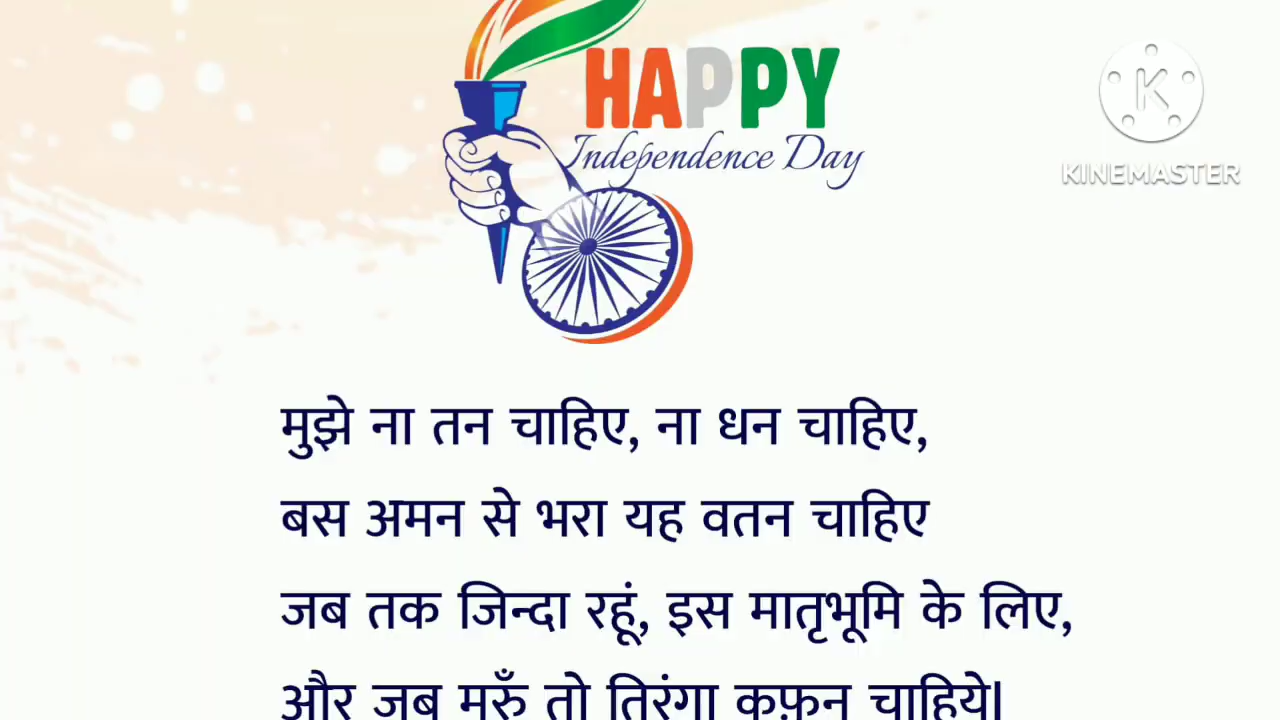 HAPPY
Independence Day
KINEMASTER
मुझे ना तन चाहिए, ना धन चाहिए,
बस अमन से भरा यह वतन चाहिए
जब तक जिन्दा रहूं, इस मातृभूमि के लिए,
और जब मरुँ तो तिरंगा कफ़न चाहिये।